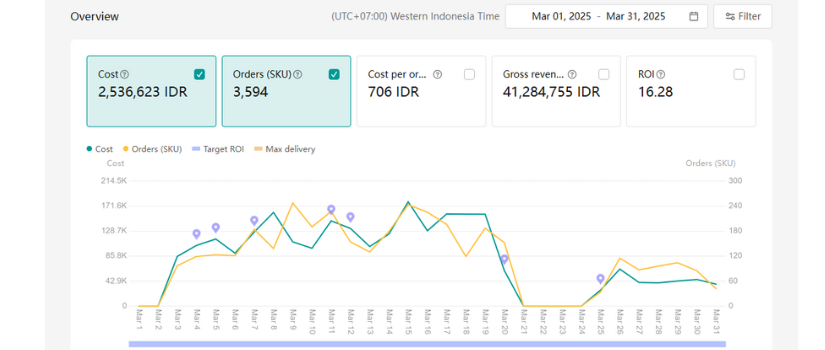 Overview
(UTC+07:00) Western Indonesia Time
Mar 01, 2025 - Mar 31, 2025
Filter
Cost
2,536,623 IDR
Orders (SKU)
3,594
Cost per or...
706 IDR
Gross reven...
41,284,755 IDR
ROI
16.28
Cost
Orders (SKU)
Target ROI
Max delivery
Cost
Orders (SKU)
214.5K
171.6K
128.7K
85.8K
42.9K
0
300
240
180
120
60
0
Mar 1
Mar 2
Mar 3
Mar 4
Mar 5
Mar 6
Mar 7
Mar 8
Mar 9
Mar 10
Mar 11
Mar 12
Mar 13
Mar 14
Mar 15
Mar 16
Mar 17
Mar 18
Mar 19
Mar 20
Mar 21
Mar 22
Mar 23
Mar 24
Mar 25
Mar 26
Mar 27
Mar 28
Mar 29
Mar 30
Mar 31